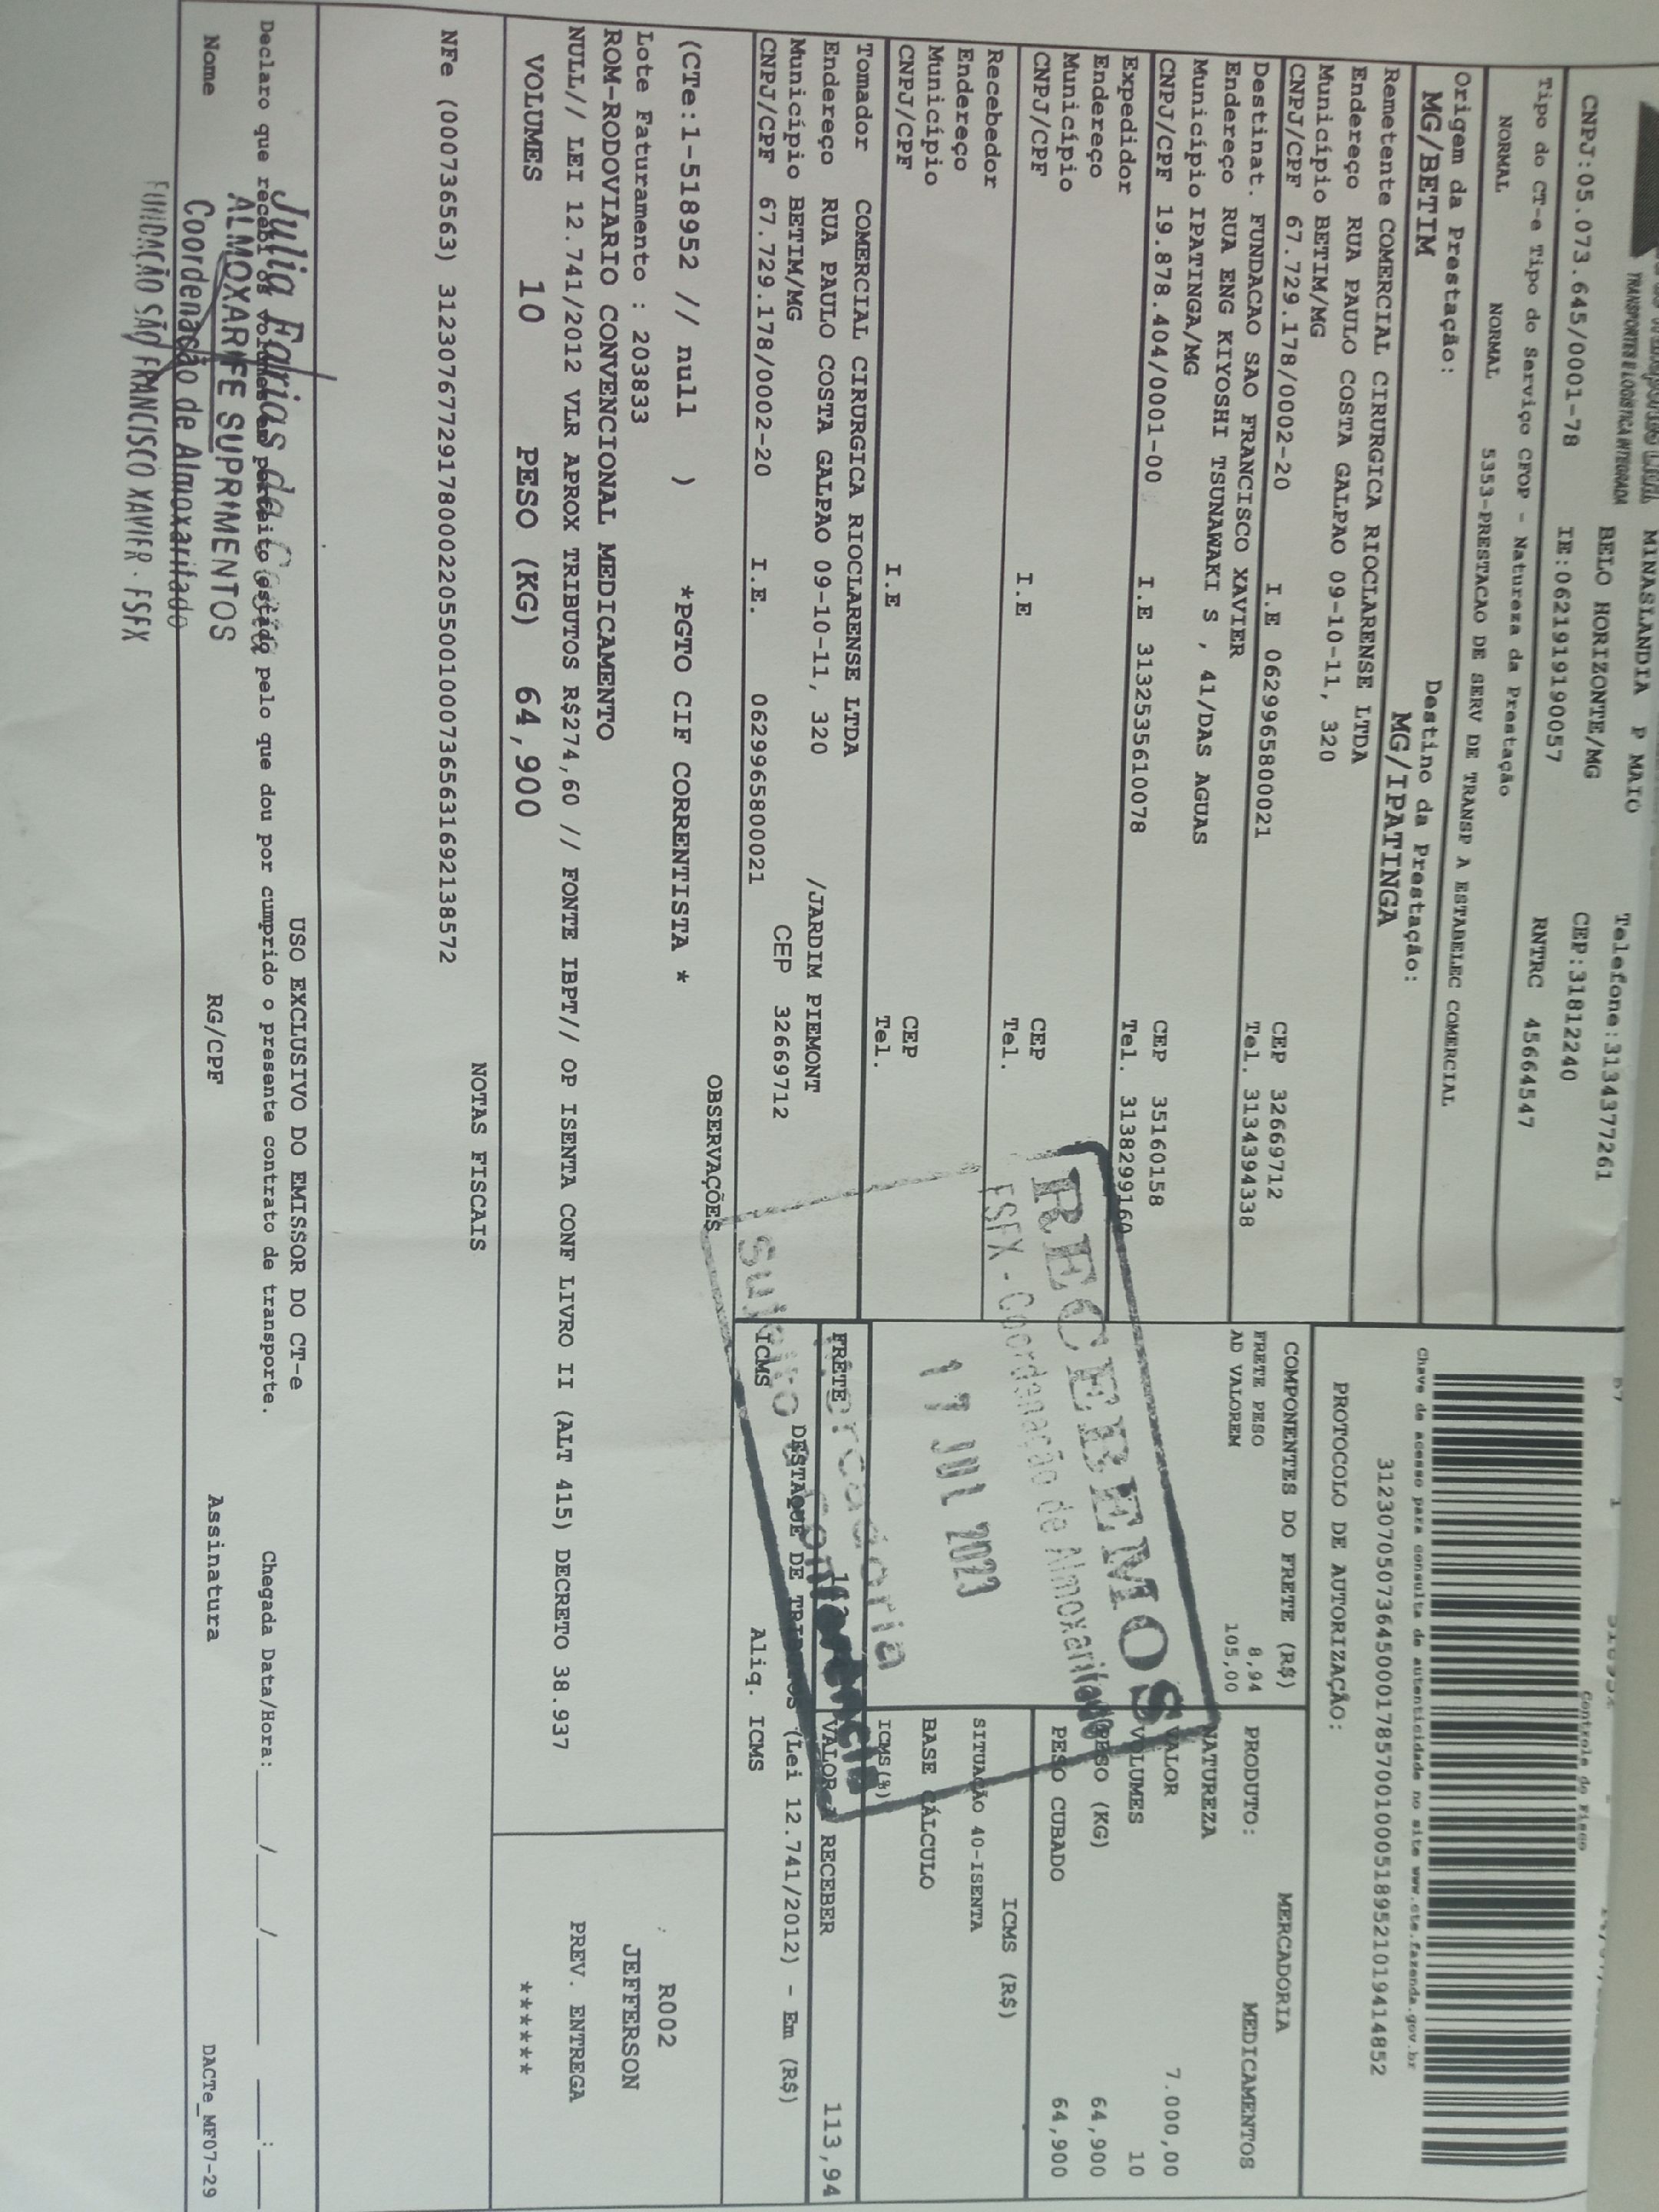 TRANSPORTES E LOGÍSTICA INTEGRADA
MINASLANDIA P MAIO
BELO HORIZONTE/MG
Telefone:3134377261
CEP:31812240
CNPJ:05.073.645/0001-78 IE:0621919190057
RNTRC 45664547
Tipo do CT-e Tipo do Serviço CFOP - Natureza da Prestação
NORMAL NORMAL 5353-PRESTACAO DE SERV DE TRANSP A ESTABELEC COMERCIAL
Origem da Prestação: Destino da Prestação:
MG/BETIM MG/IPATINGA
Controle do Fisco
Chave de acesso para consulta de autenticidade no site www.cte.fazenda.gov.br
31230705073645000178570010005189521019414852
PROTOCOLO DE AUTORIZAÇÃO:
Remetente COMERCIAL CIRURGICA RIOCLARENSE LTDA
Endereço RUA PAULO COSTA GALPAO 09-10-11, 320
Município BETIM/MG CEP 32669712
CNPJ/CPF 67.729.178/0002-20 I.E 0629965800021 Tel. 3134394338
Destinat. FUNDACAO SAO FRANCISCO XAVIER
Endereço RUA ENG KIYOSHI TSUNAWAKI S , 41/DAS AGUAS
Município IPATINGA/MG CEP 35160158
CNPJ/CPF 19.878.404/0001-00 I.E 3132535610078 Tel. 3138299160
Expedidor
Endereço
Município CEP
CNPJ/CPF I.E Tel.
Recebedor
Endereço
Município CEP
CNPJ/CPF I.E Tel.
Tomador COMERCIAL CIRURGICA RIOCLARENSE LTDA
Endereço RUA PAULO COSTA GALPAO 09-10-11, 320 /JARDIM PIEMONT
Município BETIM/MG CEP 32669712
CNPJ/CPF 67.729.178/0002-20 I.E. 0629965800021
COMPONENTES DO FRETE (R$)
FRETE PESO 8,94
AD VALOREM 105,00
MERCADORIA
PRODUTO: MEDICAMENTOS
NATUREZA
VALOR 7.000,00
VOLUMES 10
PESO (KG) 64,900
PESO CUBADO 64,900
ICMS (R$)
SITUAÇÃO 40-ISENTA
BASE CÁLCULO
ICMS(%)
FRETE VALOR A RECEBER 113,94
DESTAQUE DE TRIBUTOS (Lei 12.741/2012) - Em (R$)
ICMS Aliq. ICMS
RECEBEMOS
FSFX - Coordenação de Almoxarifado
17 JUL 2023
Mercadoria
Sujeito a Conferência
OBSERVAÇÕES
(CTe:1-518952 // null ) *PGTO CIF CORRENTISTA *
Lote Faturamento : 203833
ROM-RODOVIARIO CONVENCIONAL MEDICAMENTO
NULL// LEI 12.741/2012 VLR APROX TRIBUTOS R$274,60 // FONTE IBPT// OP ISENTA CONF LIVRO II (ALT 415) DECRETO 38.937
VOLUMES 10 PESO (KG) 64,900
R002
JEFFERSON
PREV. ENTREGA
******
NOTAS FISCAIS
NFe (000736563) 31230767729178000220550010007365631692138572
USO EXCLUSIVO DO EMISSOR DO CT-e
Declaro que recebi os volumes em perfeito estado pelo que dou por cumprido o presente contrato de transporte. Chegada Data/Hora:____/____/______ ___:___
Nome RG/CPF Assinatura DACTe_MF07-29
Julia Farias da
ALMOXARIFE SUPRIMENTOS
Coordenação de Almoxarifado
FUNDAÇÃO SÃO FRANCISCO XAVIER - FSFX